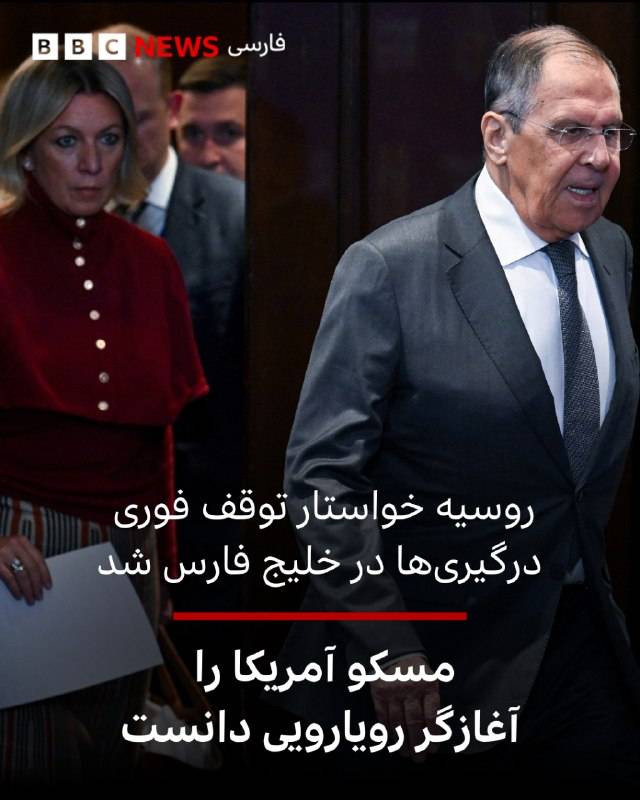 BBC NEWS فارسی
روسیه خواستار توقف فوری
درگیری‌ها در خلیج فارس شد
مسکو آمریکا را
آغازگر رویارویی دانست